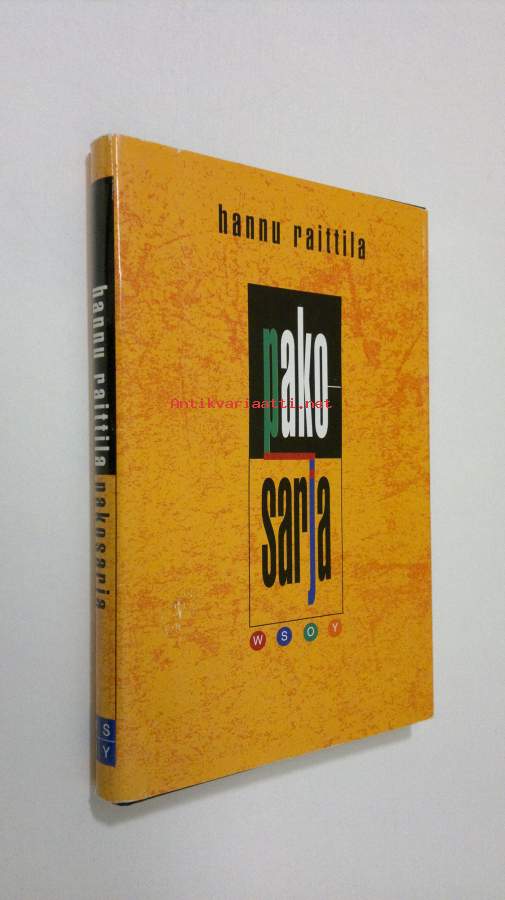 hannu raittila
pako-
sarja
W S O Y
hannu raittila pakosarja
S
Y
Antikvariaatti.net